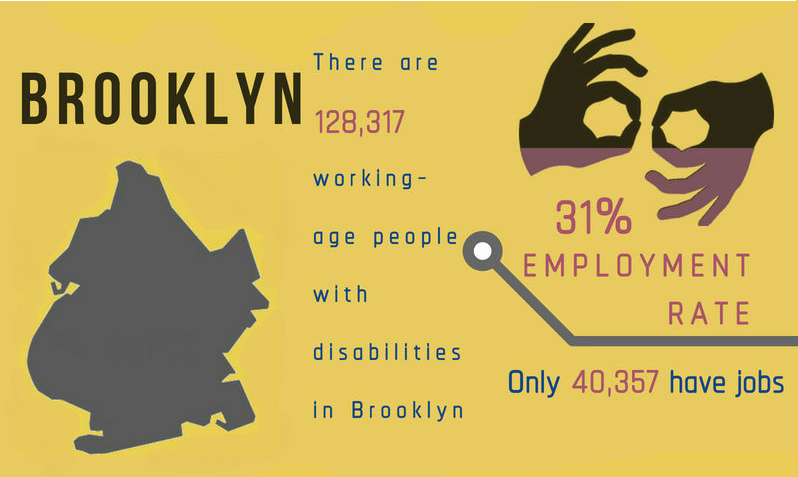 BROOKLYN
There are
128,317
working-
age people
with
disabilities
in Brooklyn
31%
EMPLOYMENT
RATE
Only 40,357 have jobs